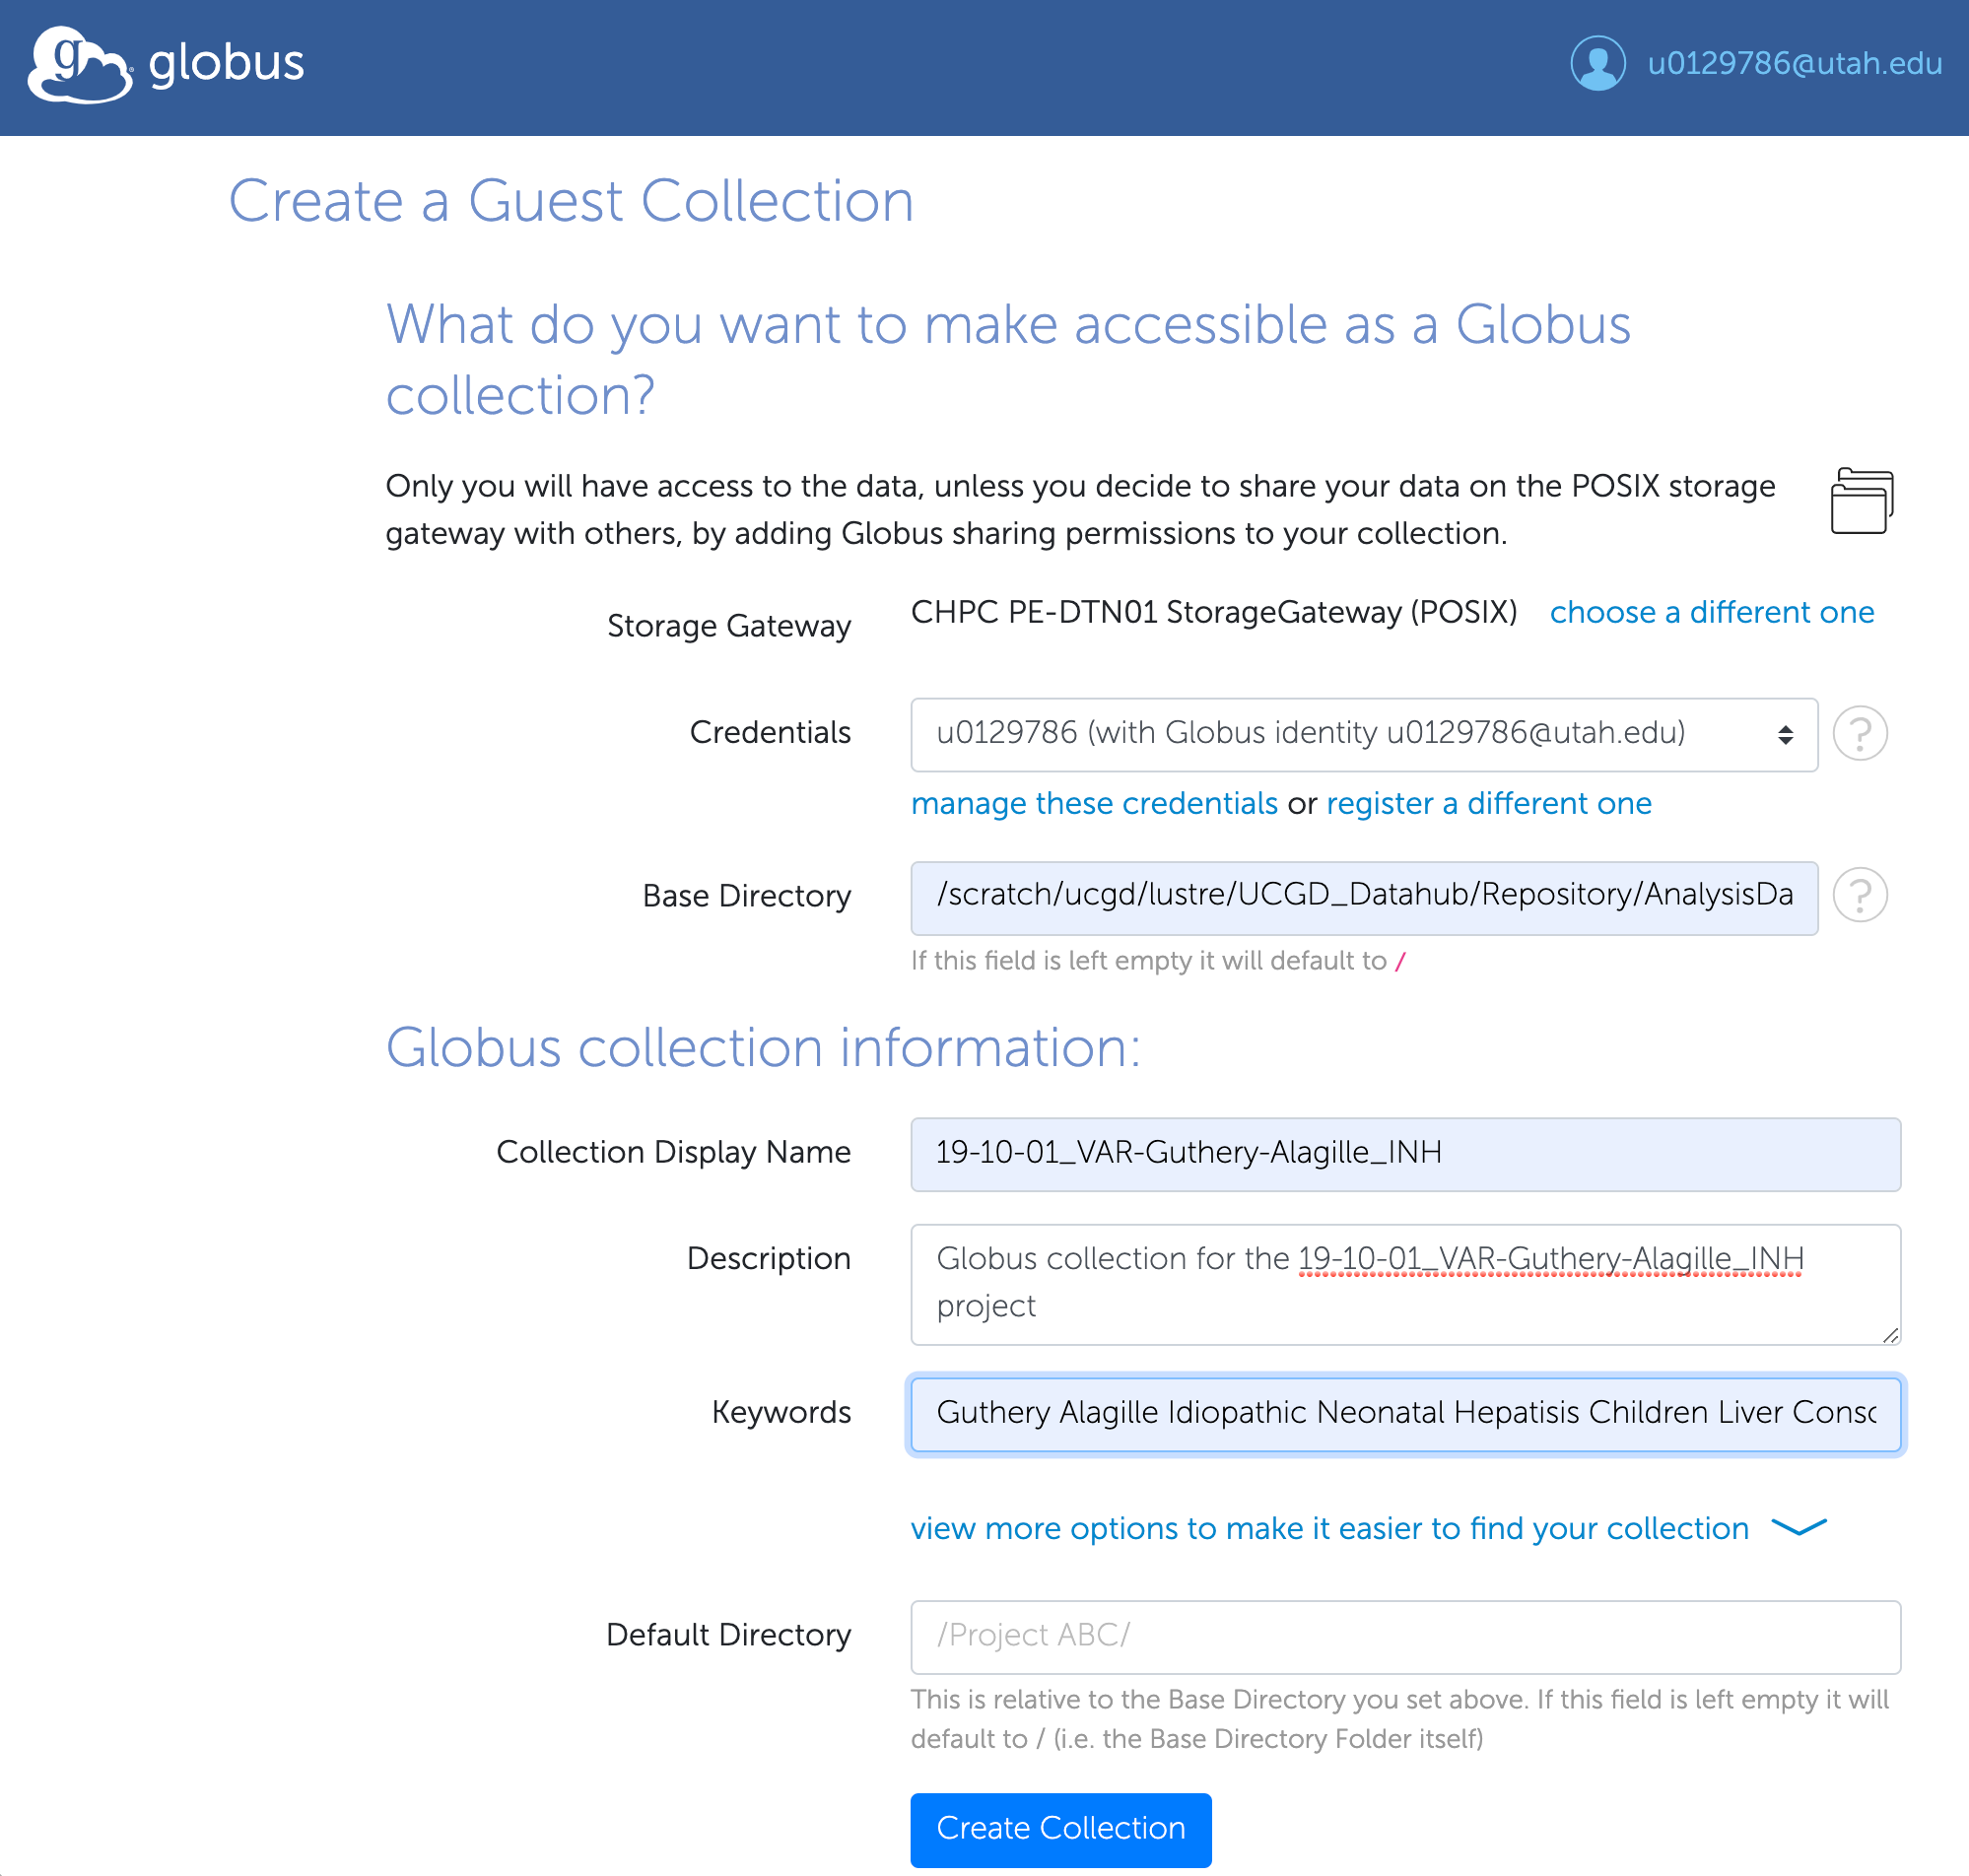 globus
u0129786@utah.edu
Create a Guest Collection
What do you want to make accessible as a Globus
collection?
Only you will have access to the data, unless you decide to share your data on the POSIX storage
gateway with others, by adding Globus sharing permissions to your collection.
Storage Gateway
CHPC PE-DTN01 StorageGateway (POSIX) choose a different one
Credentials
u0129786 (with Globus identity u0129786@utah.edu)
?
manage these credentials or register a different one
Base Directory
/scratch/ucgd/lustre/UCGD_Datahub/Repository/AnalysisDa
?
If this field is left empty it will default to /
Globus collection information:
Collection Display Name
19-10-01_VAR-Guthery-Alagille_INH
Description
Globus collection for the 19-10-01_VAR-Guthery-Alagille_INH
project
Keywords
Guthery Alagille Idiopathic Neonatal Hepatisis Children Liver Consc
view more options to make it easier to find your collection
Default Directory
/Project ABC/
This is relative to the Base Directory you set above. If this field is left empty it will
default to / (i.e. the Base Directory Folder itself)
Create Collection